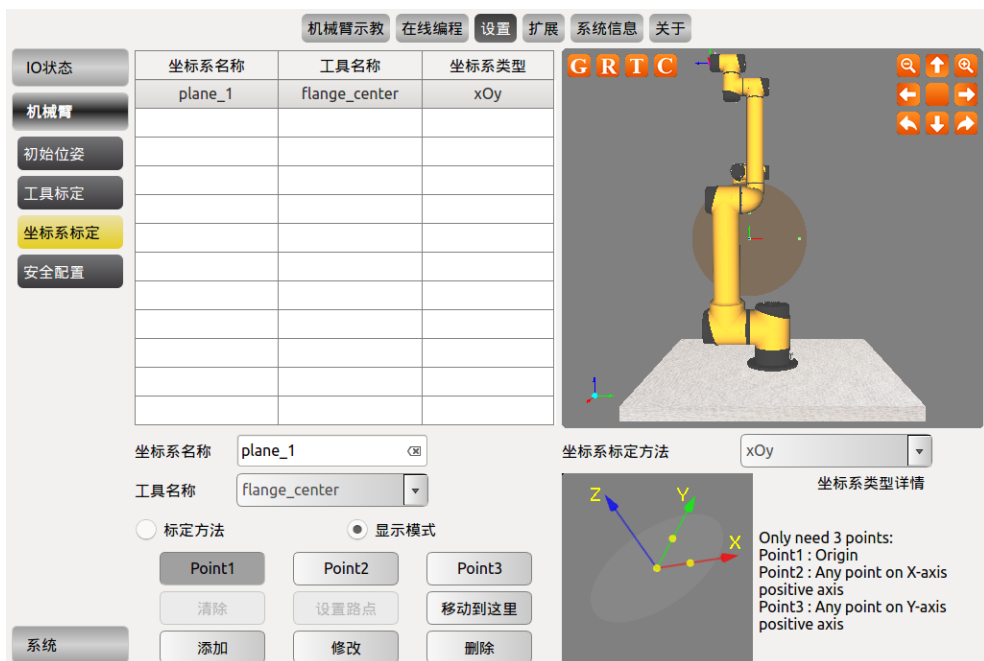 机械臂示教 在线编程 设置 扩展 系统信息 关于
IO状态
机械臂
初始位姿
工具标定
坐标系标定
安全配置
系统
坐标系名称 工具名称 坐标系类型
plane_1 flange_center xOy
G R T C
坐标系名称 plane_1
工具名称 flange_center
标定方法 显示模式
Point1 Point2 Point3
清除 设置路点 移动到这里
添加 修改 删除
坐标系标定方法 xOy
坐标系类型详情
Z Y X
Only need 3 points:
Point1 : Origin
Point2 : Any point on X-axis
positive axis
Point3 : Any point on Y-axis
positive axis